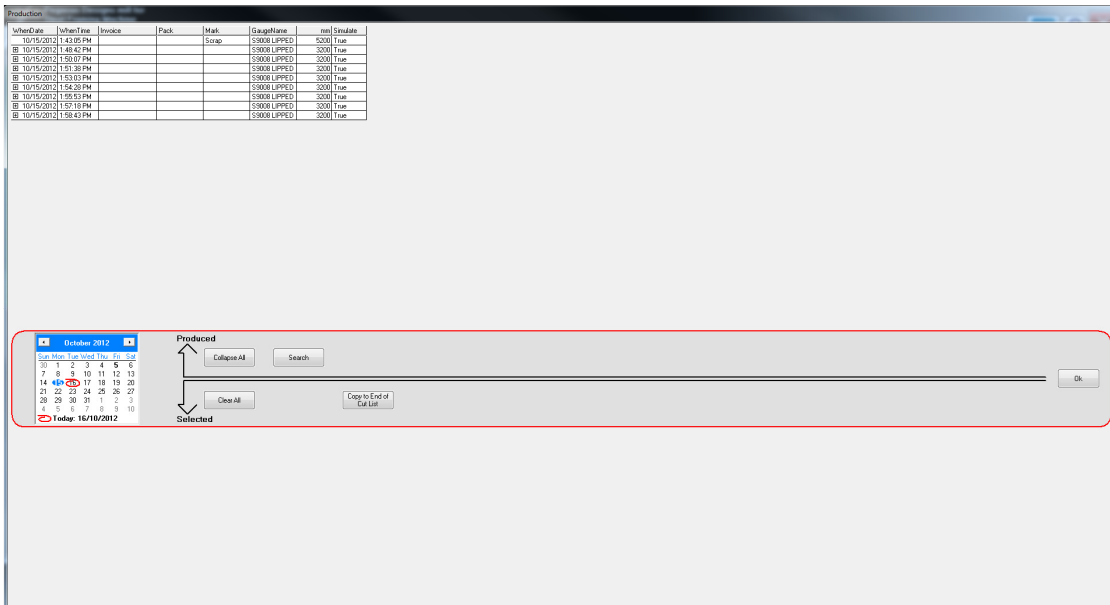 Production
WhenDate WhenTime Invoice Pack Mark GaugeName mm Simulate
10/15/2012 1:43:05 PM Scrap S9008 LIPPED 5200 True
10/15/2012 1:48:42 PM S9008 LIPPED 3200 True
10/15/2012 1:50:07 PM S9008 LIPPED 3200 True
10/15/2012 1:51:38 PM S9008 LIPPED 3200 True
10/15/2012 1:53:03 PM S9008 LIPPED 3200 True
10/15/2012 1:54:28 PM S9008 LIPPED 3200 True
10/15/2012 1:55:53 PM S9008 LIPPED 3200 True
10/15/2012 1:57:18 PM S9008 LIPPED 3200 True
10/15/2012 1:58:43 PM S9008 LIPPED 3200 True
October 2012
Sun Mon Tue Wed Thu Fri Sat
30 1 2 3 4 5 6
7 8 9 10 11 12 13
14 15 16 17 18 19 20
21 22 23 24 25 26 27
28 29 30 31 1 2 3
4 5 6 7 8 9 10
Today: 16/10/2012
Produced
Collapse All Search
Ok
Clear All
Copy to End of
Cut List
Selected